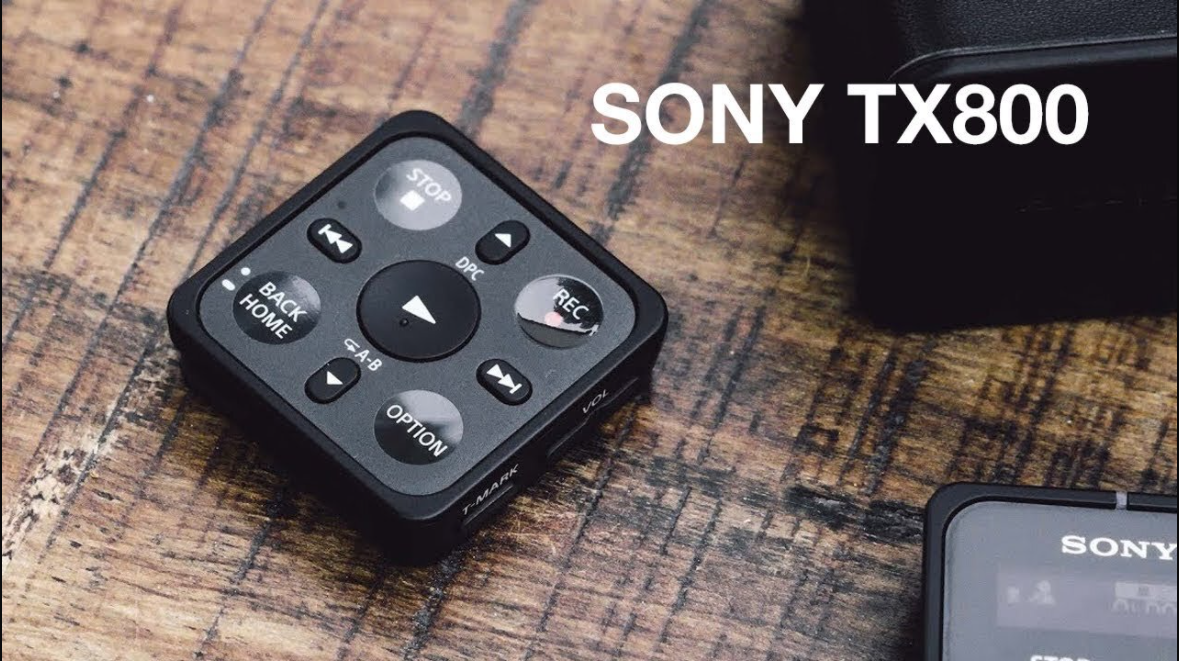 SONY TX800
STOP
DPC
REC
BACK
HOME
A-B
OPTION
VOL
T-MARK
SONY